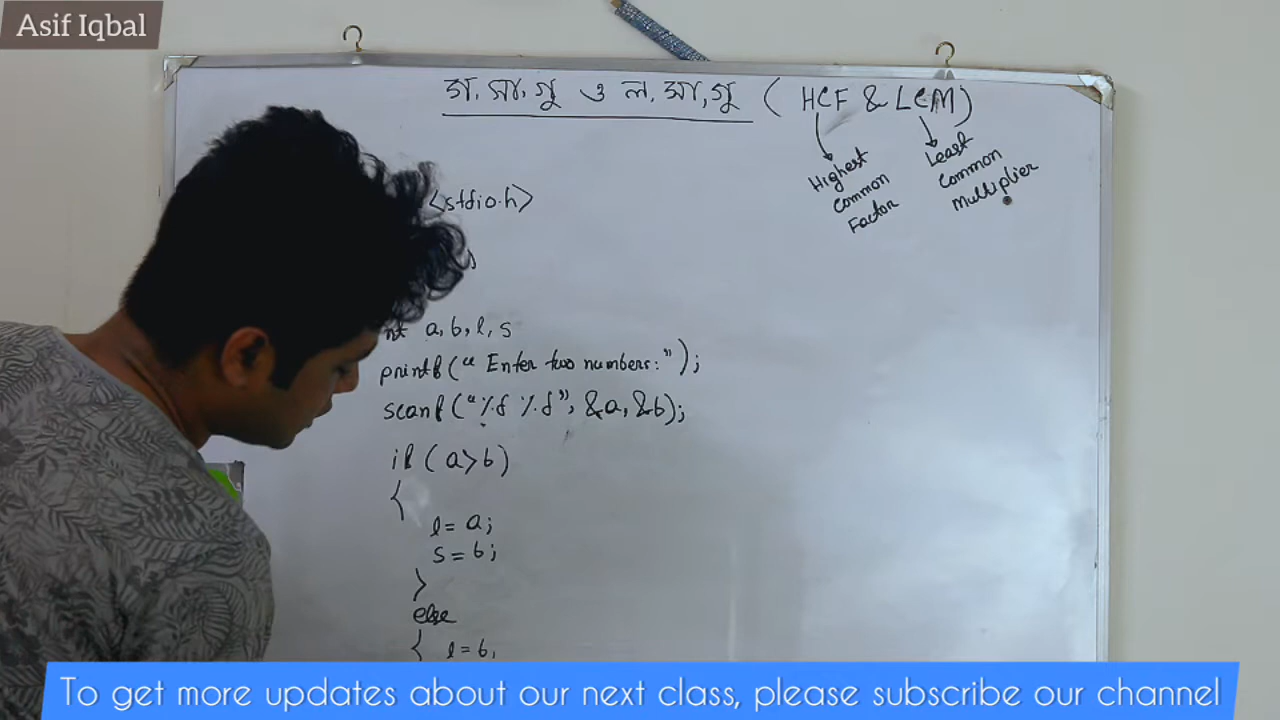 Asif Iqbal
গ. সা. গু ও ল. সা. গু ( HCF & LCM )
Highest
Common
Factor
Least
Common
Multiplier
<stdio.h>
a, b, l, s
printf(" Enter two numbers:");
scanf("%d %d", &a, &b);
if ( a>b)
{
l= a;
s = b;
}
else
{ l = b,
To get more updates about our next class, please subscribe our channel